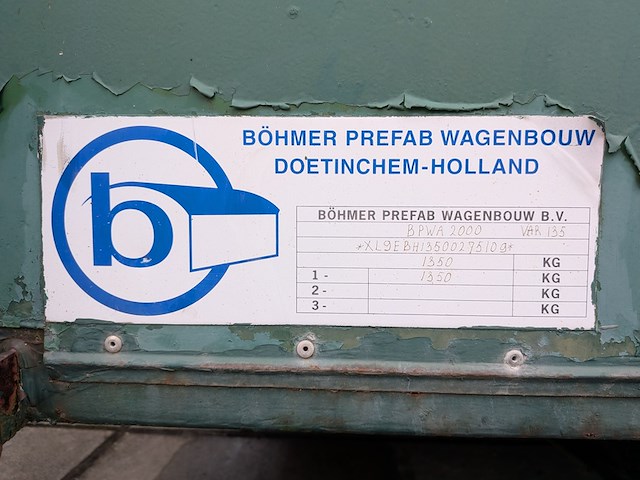 b
BÖHMER PREFAB WAGENBOUW
DOETINCHEM-HOLLAND
BÖHMER PREFAB WAGENBOUW B.V.
BPWA 2000 VAR 135
*XL9EBH13500275109*
1350 KG
1- 1350 KG
2- KG
3- KG